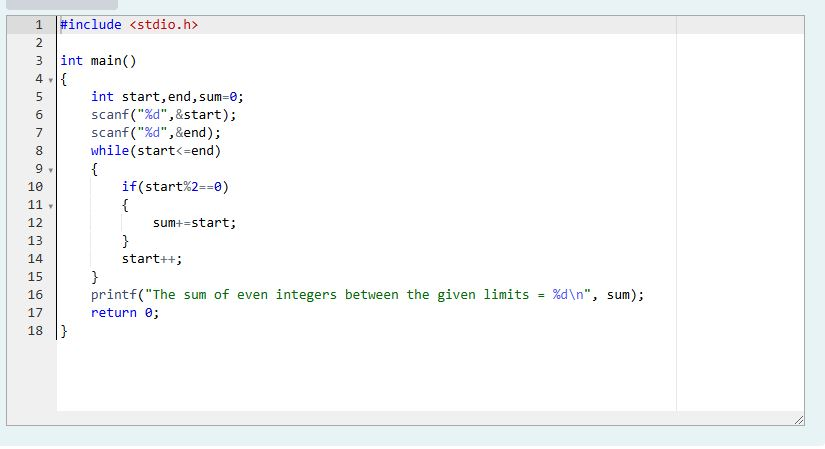 1 #include <stdio.h>
2
3 int main()
4 {
5 int start,end,sum=0;
6 scanf("%d",&start);
7 scanf("%d",&end);
8 while(start<=end)
9 {
10 if(start%2==0)
11 {
12 sum+=start;
13 }
14 start++;
15 }
16 printf("The sum of even integers between the given limits = %d\n", sum);
17 return 0;
18 }